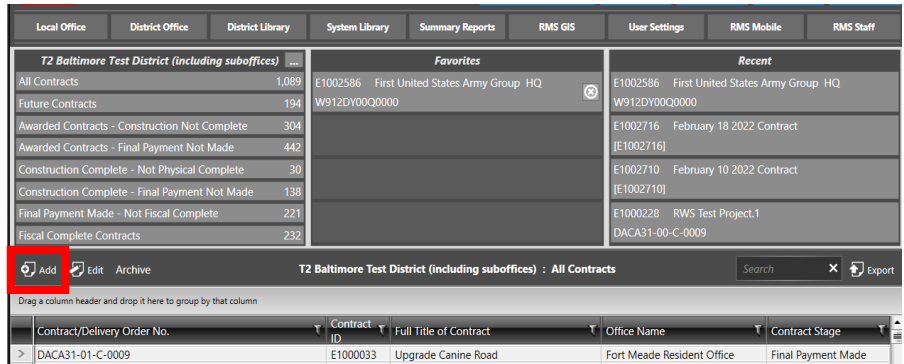 Local Office District Office District Library System Library Summary Reports RMS GIS User Settings RMS Mobile RMS Staff
T2 Baltimore Test District (including suboffices) ...
All Contracts 1,089
Future Contracts 194
Awarded Contracts - Construction Not Complete 304
Awarded Contracts - Final Payment Not Made 442
Construction Complete - Not Physical Complete 30
Construction Complete - Final Payment Not Made 138
Final Payment Made - Not Fiscal Complete 221
Fiscal Complete Contracts 232
Favorites
E1002586 First United States Army Group HQ
W912DY00Q0000
Recent
E1002586 First United States Army Group HQ
W912DY00Q0000
E1002716 February 18 2022 Contract
[E1002716]
E1002710 February 10 2022 Contract
[E1002710]
E1000228 RWS Test Project.1
DACA31-00-C-0009
Add Edit Archive T2 Baltimore Test District (including suboffices) : All Contracts Search X Export
Drag a column header and drop it here to group by that column
Contract/Delivery Order No. Contract ID Full Title of Contract Office Name Contract Stage
DACA31-01-C-0009 E1000033 Upgrade Canine Road Fort Meade Resident Office Final Payment Made